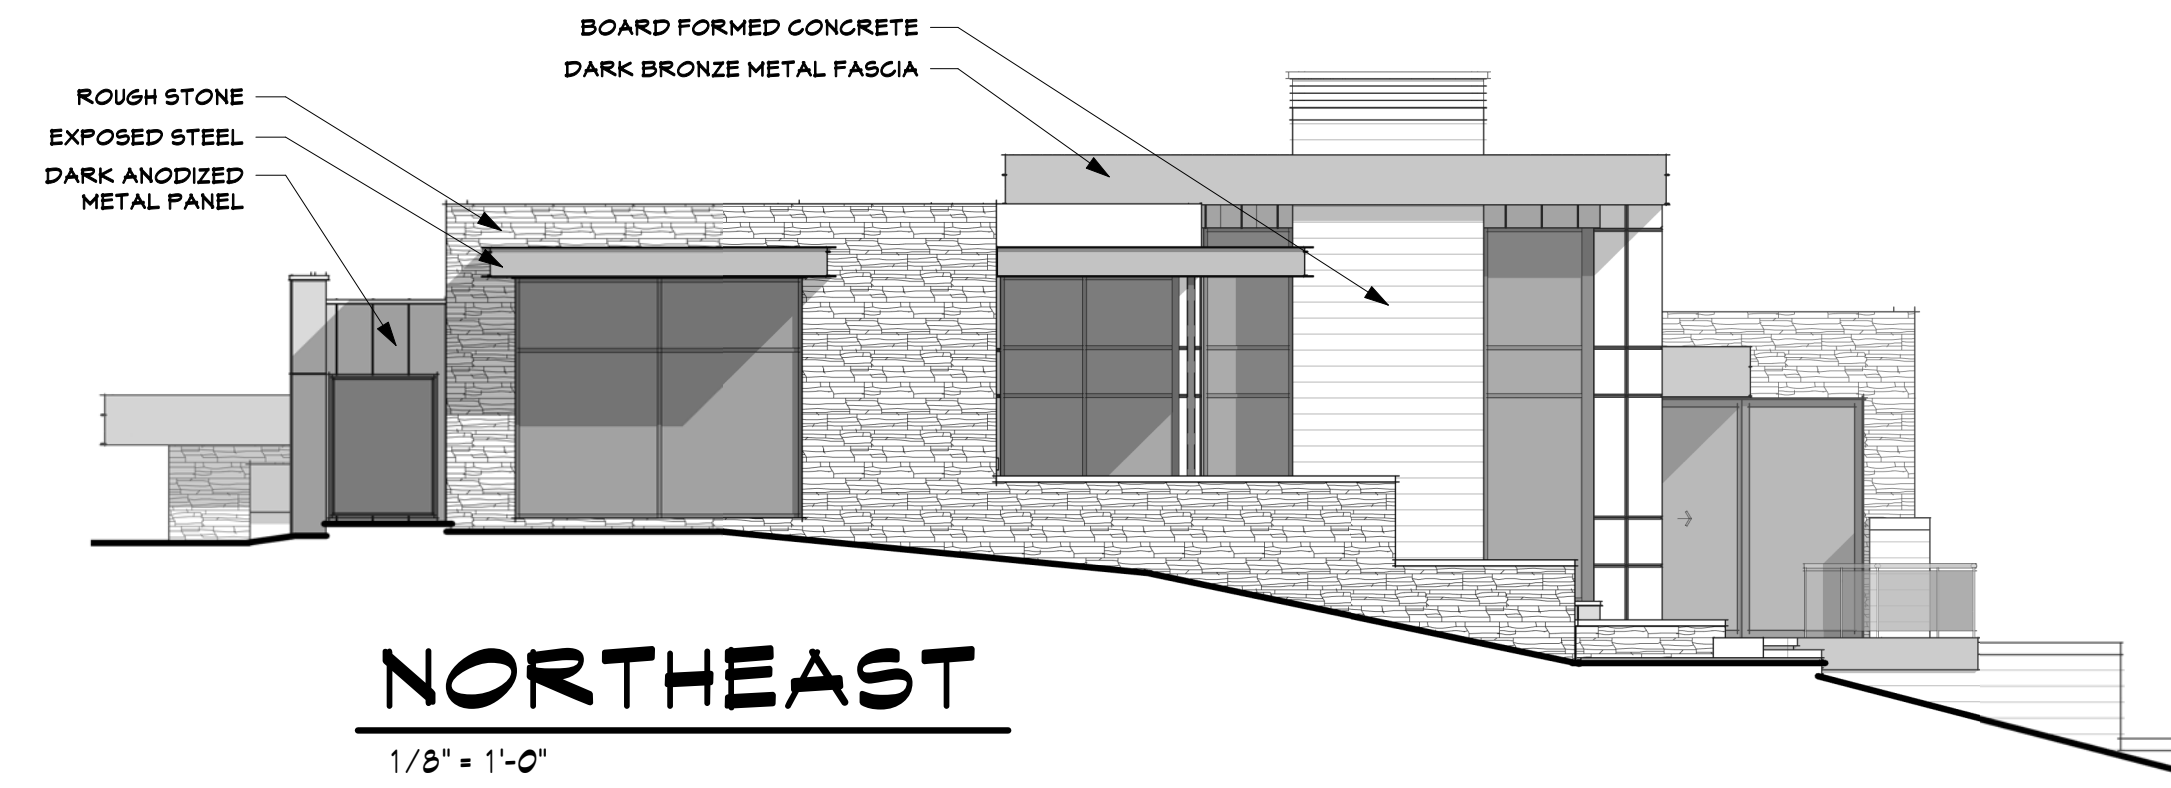 BOARD FORMED CONCRETE
DARK BRONZE METAL FASCIA
ROUGH STONE
EXPOSED STEEL
DARK ANODIZED
METAL PANEL
NORTHEAST
1/8" = 1'-0"